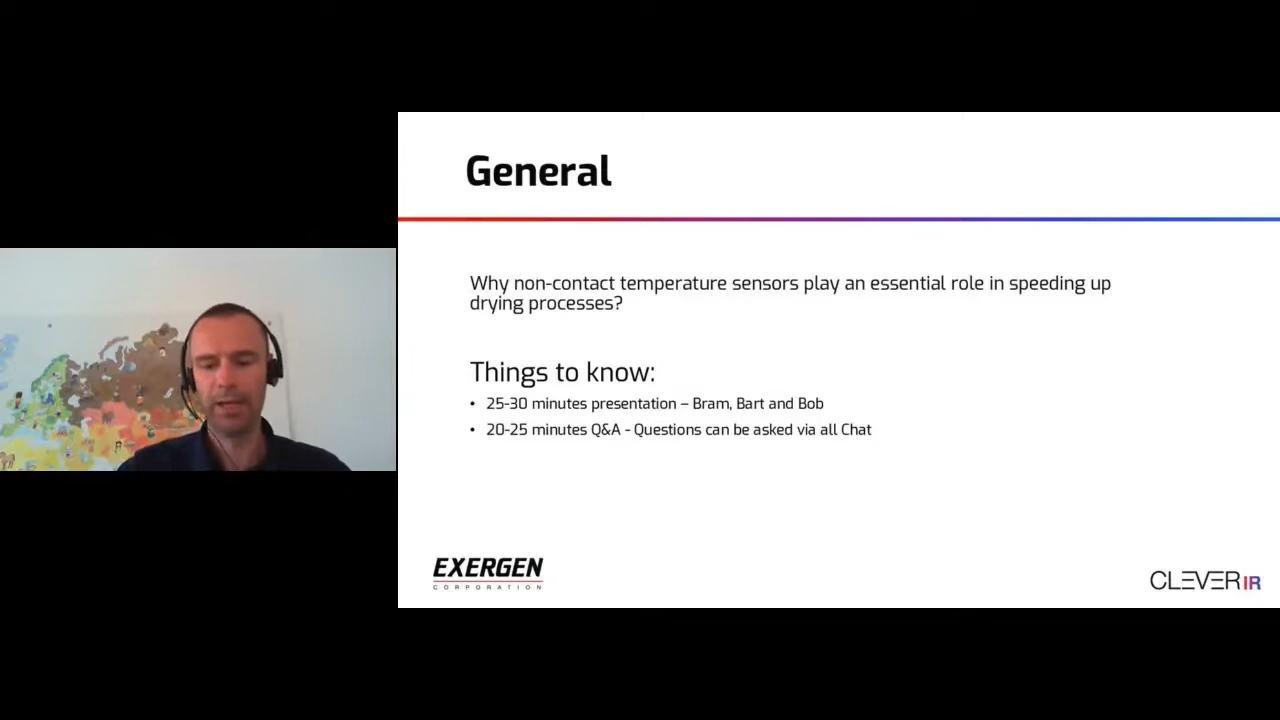 General
Why non-contact temperature sensors play an essential role in speeding up
drying processes?
Things to know:
• 25-30 minutes presentation – Bram, Bart and Bob
• 20-25 minutes Q&A - Questions can be asked via all Chat
EXERGEN
CORPORATION
CLEVER IR